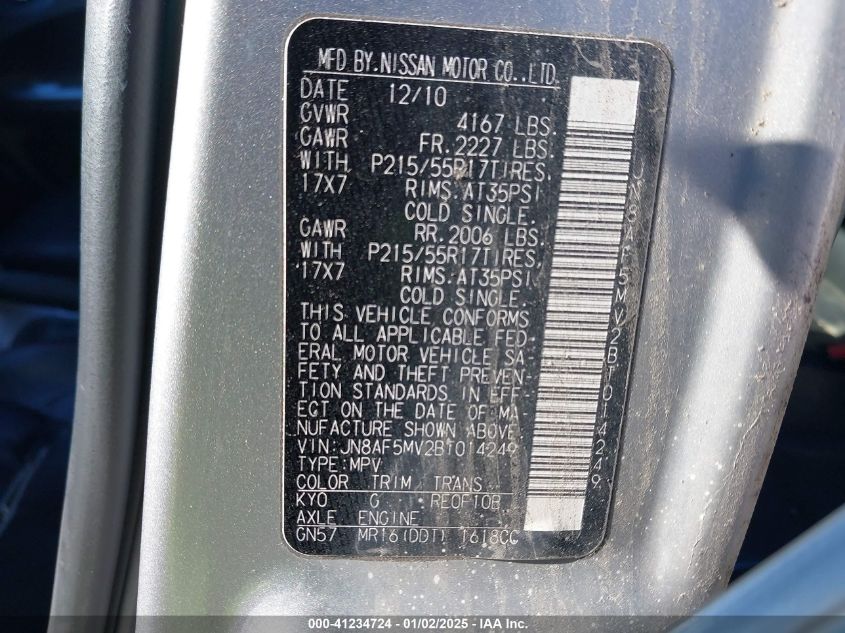 MFD BY.NISSAN MOTOR CO.,LTD.
DATE 12/10
GVWR 4167 LBS.
GAWR FR.2227 LBS.
WITH P215/55R17TIRES.
17X7 RIMS.AT35PSI
COLD SINGLE.
GAWR RR.2006 LBS.
WITH P215/55R17TIRES.
17X7 RIMS.AT35PSI
COLD SINGLE.
THIS VEHICLE CONFORMS
TO ALL APPLICABLE FED-
ERAL MOTOR VEHICLE SA-
FETY AND THEFT PREVEN-
TION STANDARDS IN EFF-
ECT ON THE DATE OF MA-
NUFACTURE SHOWN ABOVE.
VIN:JN8AF5MV2BT014249
TYPE:MPV
COLOR TRIM TRANS
KYO G RE0F10B
AXLE ENGINE
GN57 MR16(DDT) 1618CC
JN8AF5MV2BT014249
000-41234724 - 01/02/2025 - IAA Inc.